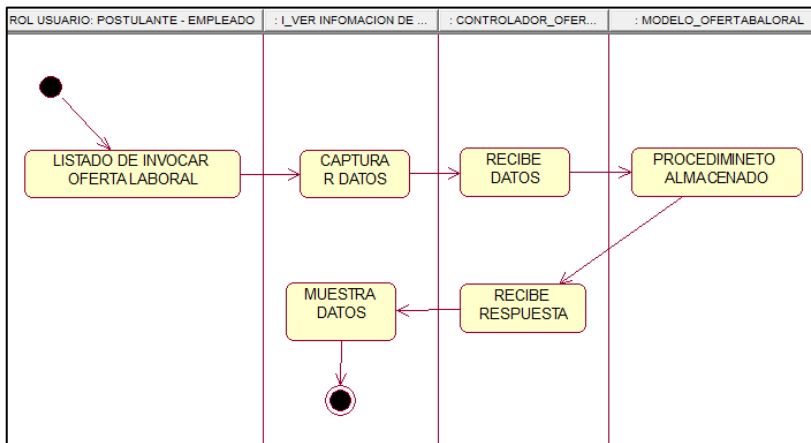 ROL USUARIO: POSTULANTE - EMPLEADO
: I_VER INFOMACION DE ...
: CONTROLADOR_OFER...
: MODELO_OFERTABALORAL
LISTADO DE INVOCAR
OFERTA LABORAL
CAPTURA
R DATOS
RECIBE
DATOS
PROCEDIMINETO
ALMACENADO
MUESTRA
DATOS
RECIBE
RESPUESTA